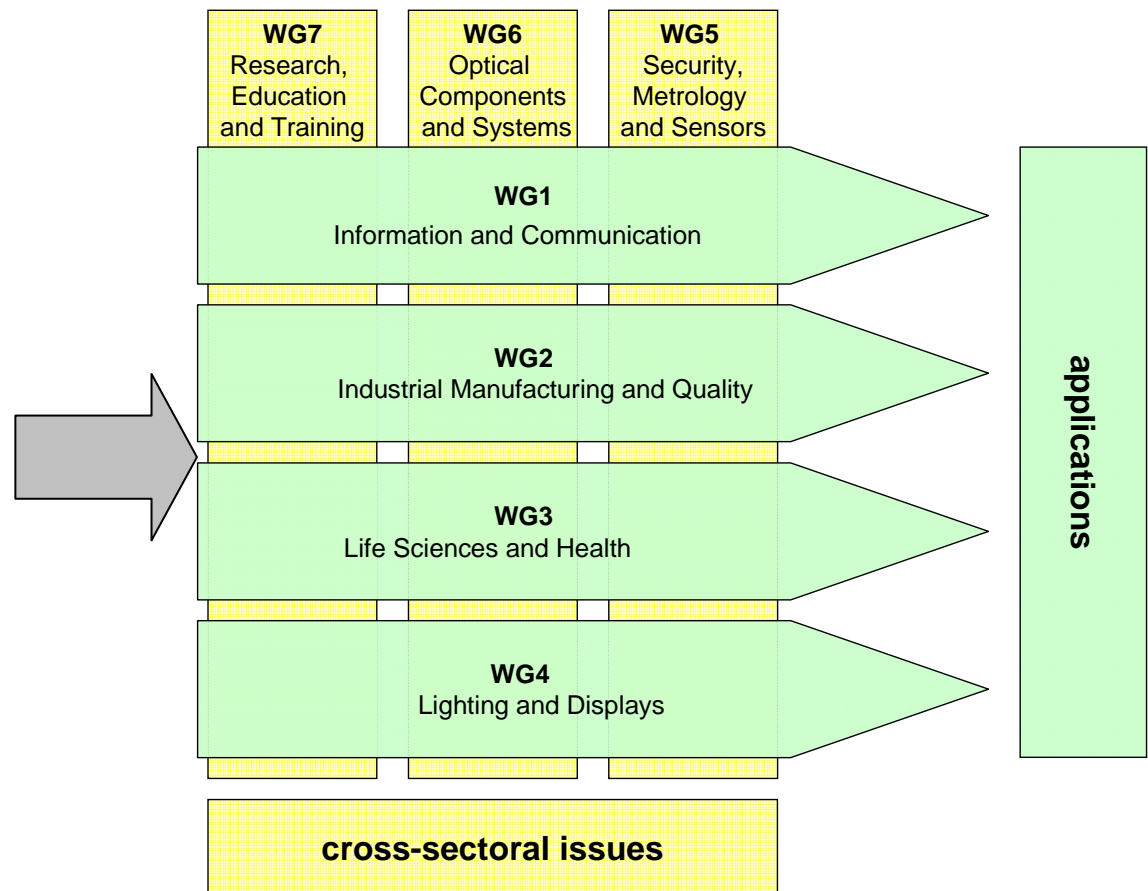 WG7
Research,
Education
and Training
WG6
Optical
Components
and Systems
WG5
Security,
Metrology
and Sensors
WG1
Information and Communication
WG2
Industrial Manufacturing and Quality
WG3
Life Sciences and Health
WG4
Lighting and Displays
applications
cross-sectoral issues